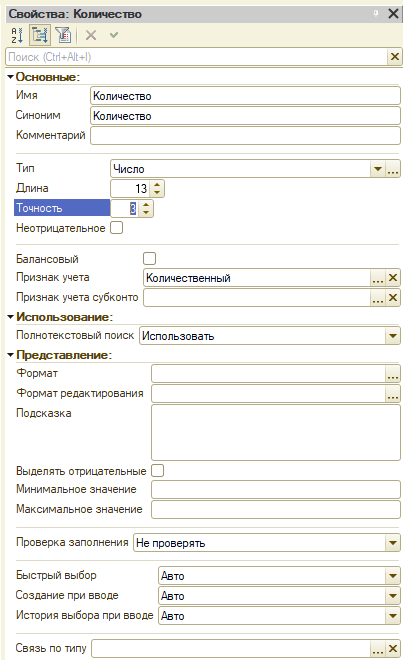 Свойства: Количество
Поиск (Ctrl+Alt+I)
Основные:
Имя Количество
Синоним Количество
Комментарий
Тип Число
Длина 13
Точность 3
Неотрицательное
Балансовый
Признак учета Количественный
Признак учета субконто
Использование:
Полнотекстовый поиск Использовать
Представление:
Формат
Формат редактирования
Подсказка
Выделять отрицательные
Минимальное значение
Максимальное значение
Проверка заполнения Не проверять
Быстрый выбор Авто
Создание при вводе Авто
История выбора при вводе Авто
Связь по типу